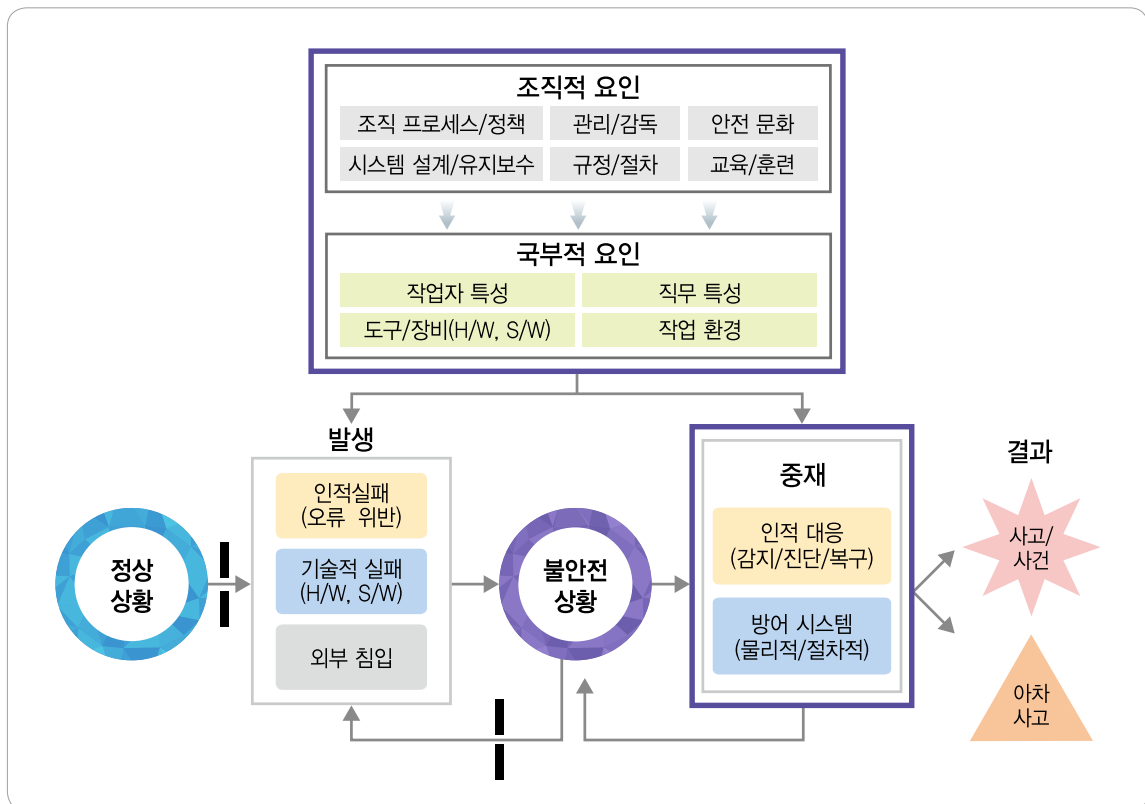 조직적 요인
조직 프로세스/정책
관리/감독
안전 문화
시스템 설계/유지보수
규정/절차
교육/훈련
국부적 요인
작업자 특성
직무 특성
도구/장비(H/W, S/W)
작업 환경
발생
인적실패
(오류 위반)
기술적 실패
(H/W, S/W)
외부 침입
정상
상황
불안전
상황
중재
인적 대응
(감지/진단/복구)
방어 시스템
(물리적/절차적)
결과
사고/
사건
아차
사고